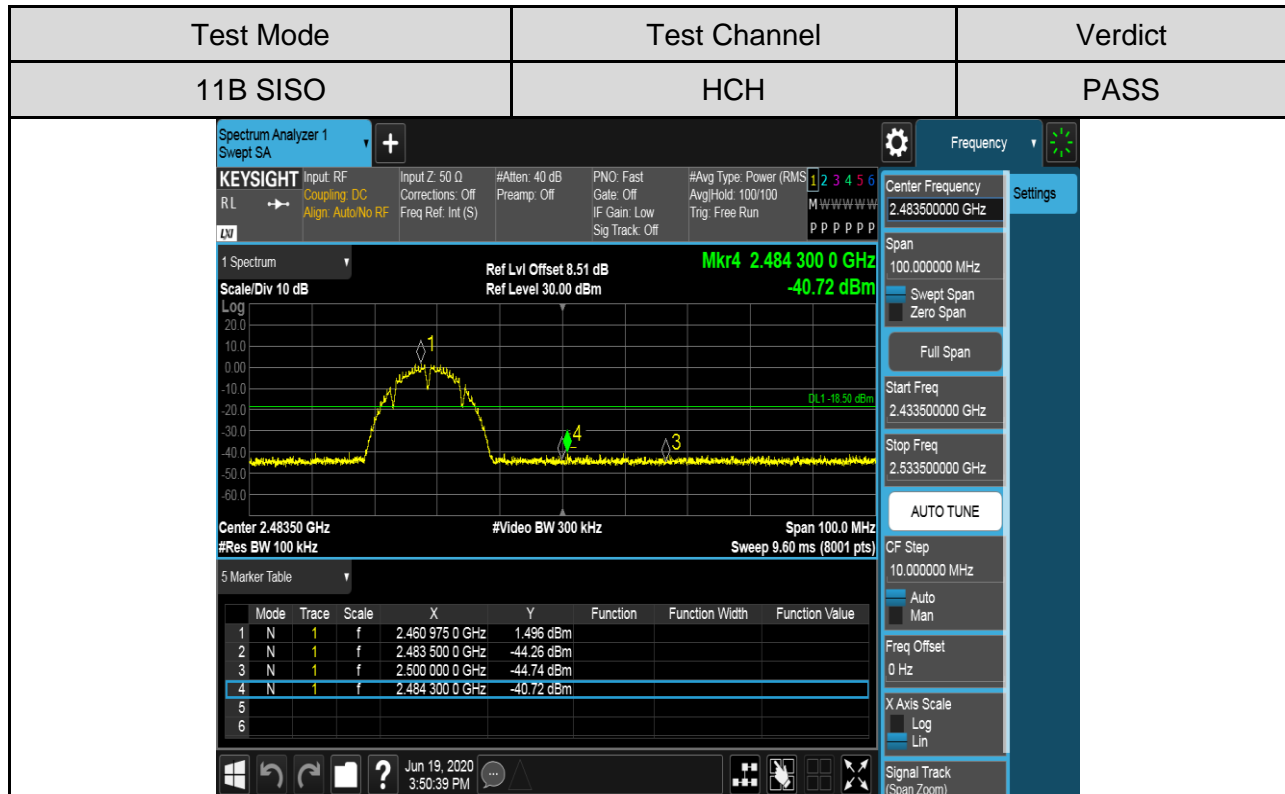 Test Mode Test Channel Verdict
11B SISO HCH PASS
Spectrum Analyzer 1
Swept SA
+
Frequency
KEYSIGHT Input: RF Input Z: 50 Ω #Atten: 40 dB PNO: Fast #Avg Type: Power (RMS 1 2 3 4 5 6
RL Coupling: DC Corrections: Off Preamp: Off Gate: Off Avg|Hold: 100/100 M W W W W W
Align: Auto/No RF Freq Ref: Int (S) IF Gain: Low Trig: Free Run
LXI Sig Track: Off P P P P P P
1 Spectrum
Ref Lvl Offset 8.51 dB Mkr4 2.484 300 0 GHz
Scale/Div 10 dB Ref Level 30.00 dBm -40.72 dBm
Log
20.0
10.0
0.00
-10.0
-20.0
-30.0
-40.0
-50.0
-60.0
1
DL1 -18.50 dBm
4
3
Center 2.48350 GHz #Video BW 300 kHz Span 100.0 MHz
#Res BW 100 kHz Sweep 9.60 ms (8001 pts)
5 Marker Table
Mode Trace Scale X Y Function Function Width Function Value
1 N 1 f 2.460 975 0 GHz 1.496 dBm
2 N 1 f 2.483 500 0 GHz -44.26 dBm
3 N 1 f 2.500 000 0 GHz -44.74 dBm
4 N 1 f 2.484 300 0 GHz -40.72 dBm
5
6
? Jun 19, 2020
3:50:39 PM
Center Frequency
2.483500000 GHz
Settings
Span
100.000000 MHz
Swept Span
Zero Span
Full Span
Start Freq
2.433500000 GHz
Stop Freq
2.533500000 GHz
AUTO TUNE
CF Step
10.000000 MHz
Auto
Man
Freq Offset
0 Hz
X Axis Scale
Log
Lin
Signal Track
(Span Zoom)